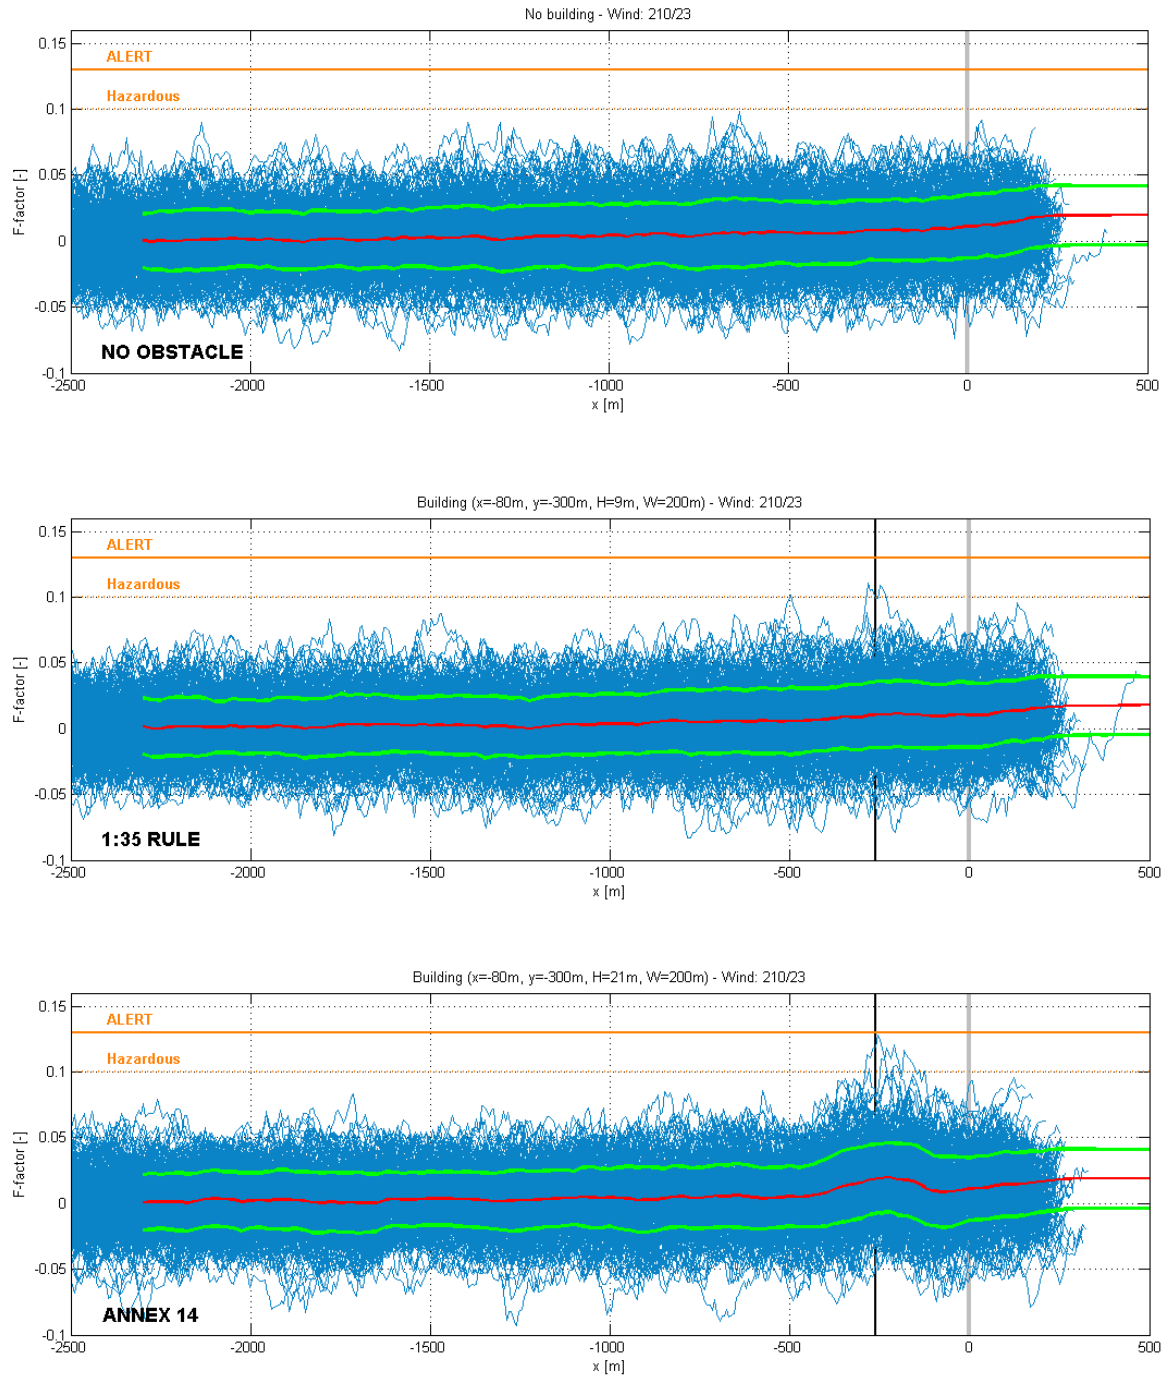 No building - Wind: 210/23
0.15
ALERT
0.1
Hazardous
0.05
F-factor [-]
0
-0.05
NO OBSTACLE
-0.1
-2500 -2000 -1500 -1000 -500 0 500
x [m]
Building (x=-80m, y=-300m, H=9m, W=200m) - Wind: 210/23
0.15
ALERT
Hazardous
0.1
0.05
F-factor [-]
0
-0.05
1:35 RULE
-0.1
-2500 -2000 -1500 -1000 -500 0 500
x [m]
Building (x=-80m, y=-300m, H=21m, W=200m) - Wind: 210/23
0.15
ALERT
Hazardous
0.1
0.05
F-factor [-]
0
-0.05
ANNEX 14
-0.1
-2500 -2000 -1500 -1000 -500 0 500
x [m]